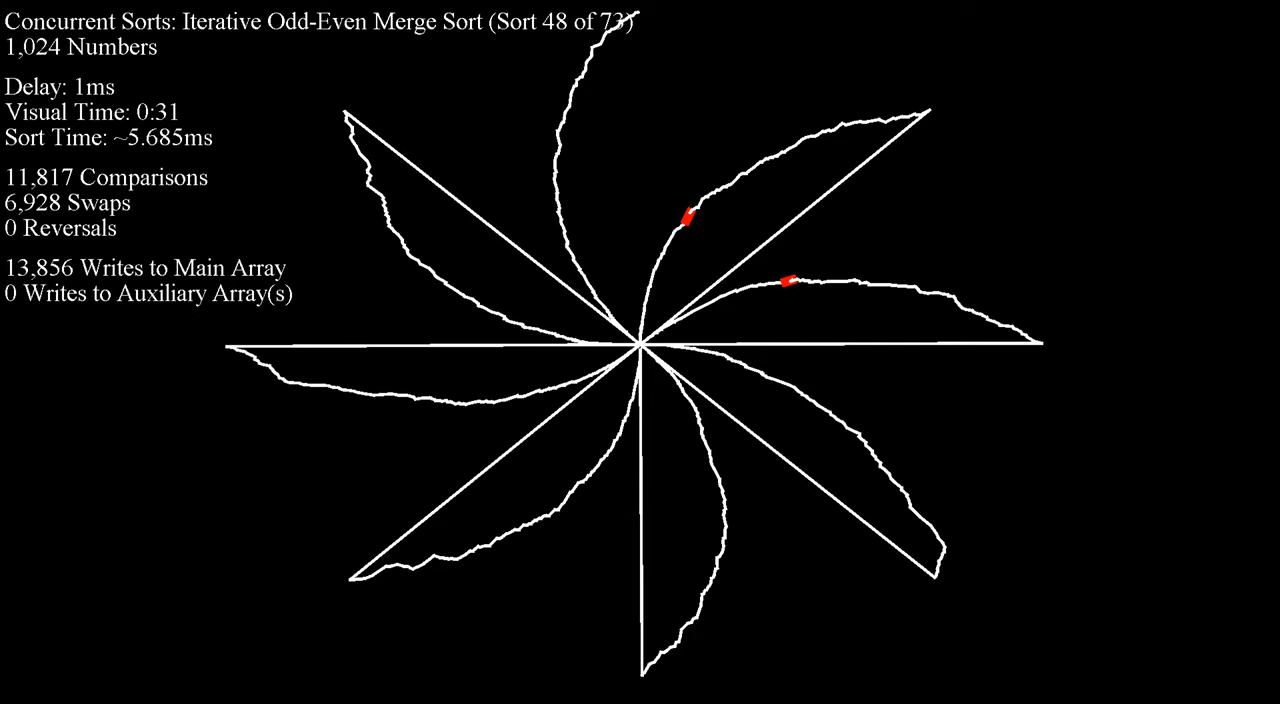 Concurrent Sorts: Iterative Odd-Even Merge Sort (Sort 48 of 73)
1,024 Numbers
Delay: 1ms
Visual Time: 0:31
Sort Time: ~5.685ms
11,817 Comparisons
6,928 Swaps
0 Reversals
13,856 Writes to Main Array
0 Writes to Auxiliary Array(s)